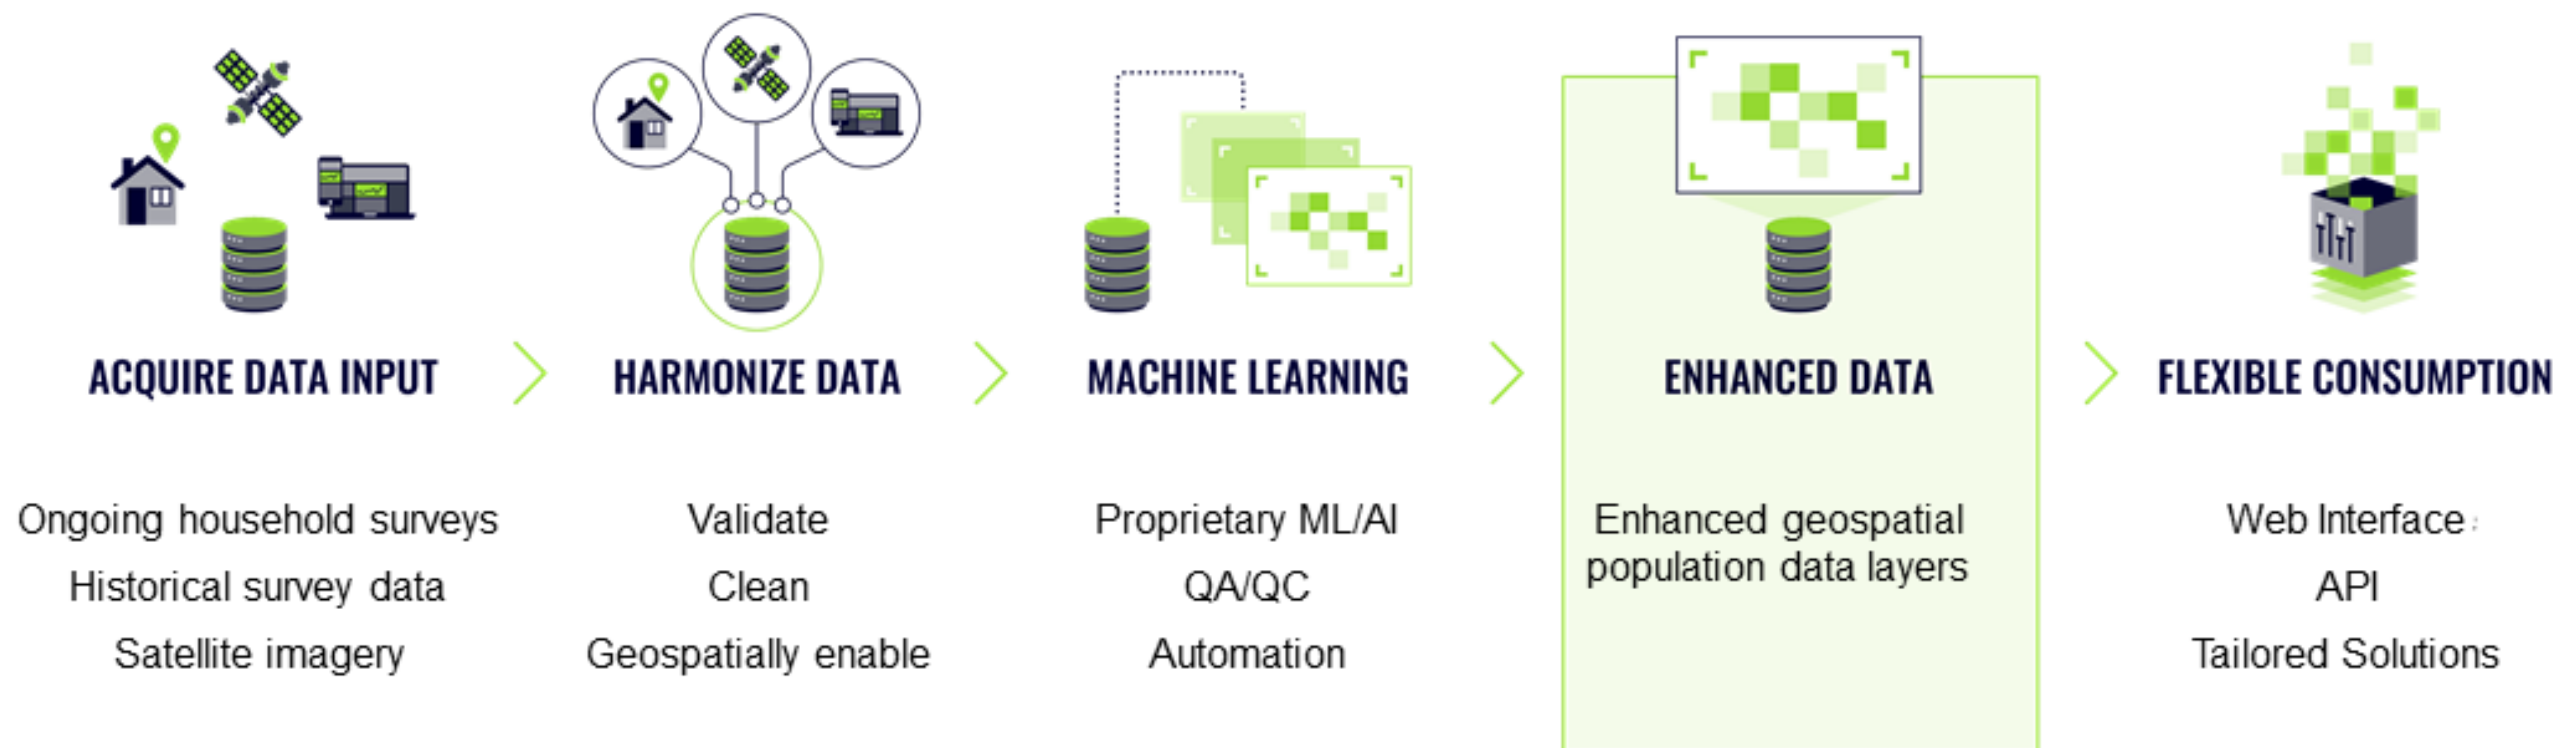 ACQUIRE DATA INPUT
Ongoing household surveys
Historical survey data
Satellite imagery
HARMONIZE DATA
Validate
Clean
Geospatially enable
MACHINE LEARNING
Proprietary ML/AI
QA/QC
Automation
ENHANCED DATA
Enhanced geospatial
population data layers
FLEXIBLE CONSUMPTION
Web Interface
API
Tailored Solutions